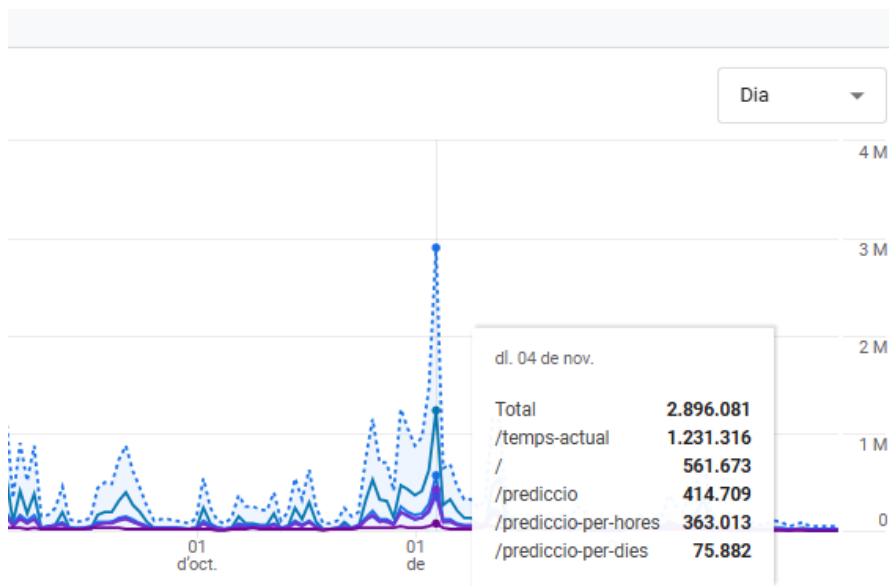 Dia
4 M
3 M
2 M
1 M
0
dl. 04 de nov.
Total 2.896.081
/temps-actual 1.231.316
/ 561.673
/prediccio 414.709
/prediccio-per-hores 363.013
/prediccio-per-dies 75.882
01
d'oct.
01
de